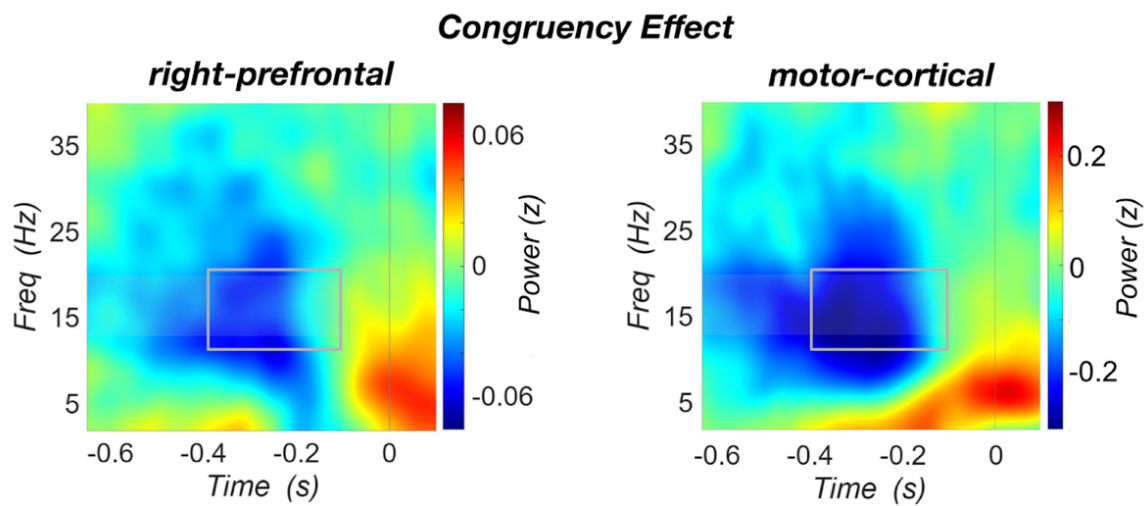 Congruency Effect
right-prefrontal
motor-cortical
Freq (Hz)
35
25
15
5
-0.6
-0.4
-0.2
0
Time (s)
0.06
0
-0.06
Power (z)
Freq (Hz)
35
25
15
5
-0.6
-0.4
-0.2
0
Time (s)
0.2
0
-0.2
Power (z)